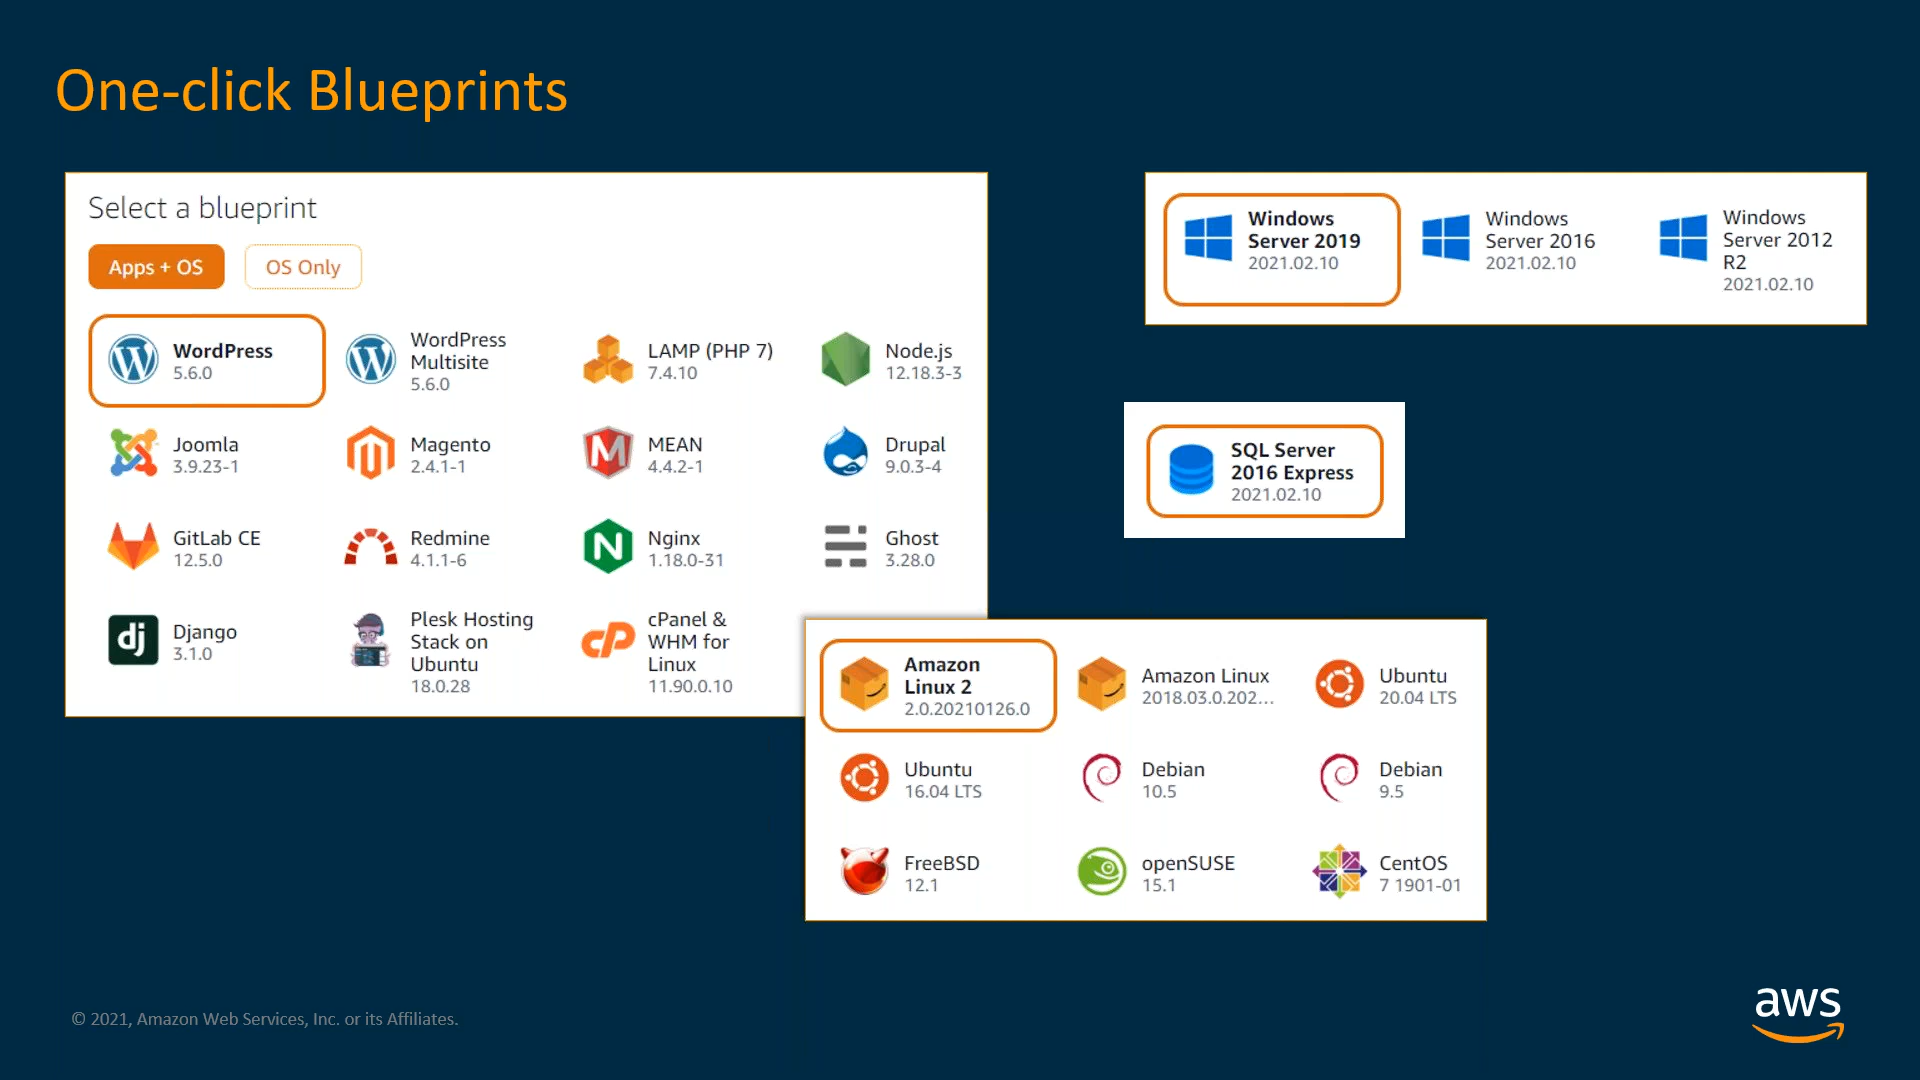 One-click Blueprints
Select a blueprint
Apps + OS
OS Only
WordPress
5.6.0
WordPress
Multisite
5.6.0
LAMP (PHP 7)
7.4.10
Node.js
12.18.3-3
Joomla
3.9.23-1
Magento
2.4.1-1
MEAN
4.4.2-1
Drupal
9.0.3-4
GitLab CE
12.5.0
Redmine
4.1.1-6
Nginx
1.18.0-31
Ghost
3.28.0
Django
3.1.0
Plesk Hosting
Stack on
Ubuntu
18.0.28
cPanel &
WHM for
Linux
11.90.0.10
Windows
Server 2019
2021.02.10
Windows
Server 2016
2021.02.10
Windows
Server 2012
R2
2021.02.10
SQL Server
2016 Express
2021.02.10
Amazon
Linux 2
2.0.20210126.0
Amazon Linux
2018.03.0.202...
Ubuntu
20.04 LTS
Ubuntu
16.04 LTS
Debian
10.5
Debian
9.5
FreeBSD
12.1
openSUSE
15.1
CentOS
7 1901-01
© 2021, Amazon Web Services, Inc. or its Affiliates.
aws